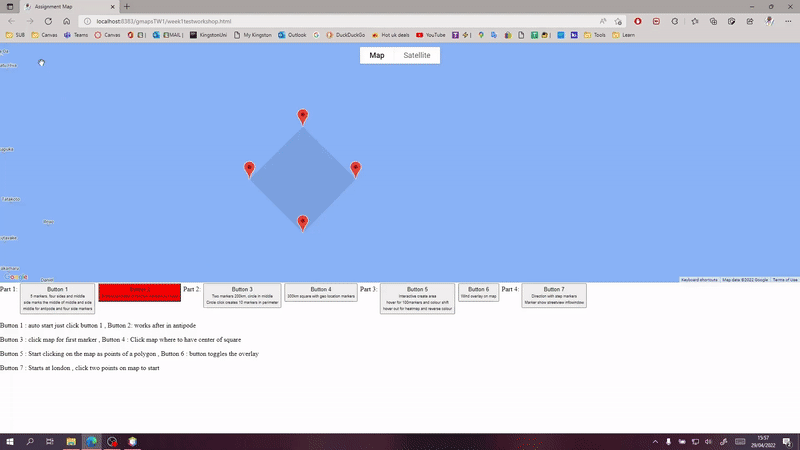 Assignment Map
localhost:8383/gmapsTW1/week1testworkshop.html
SUB Canvas Teams Canvas [E]MAIL | KingstonUni My Kingston Outlook DuckDuckGo Hot uk deals YouTube Tools Learn
Map Satellite
Keyboard shortcuts Map data ©2022 Google Terms of Use
Part 1: Button 1 Part 2: Button 3 Button 4 Part 3: Button 5 Button 6 Part 4: Button 7
5 markers, four sides and middle
side marks the middle of middle and side
middle for antipode and four side markers
Two markers 200km, circle in middle
Circle click creates 10 markers in perimeter
200km square with geo location markers
Interactive create area
hover for 100markers and colour shift
hover out for heatmap and reverse colour
Wind overlay on map
Direction with step markers
Marker show streetview infowindow
Button 1 : auto start just click button 1 , Button 2: works after in antipode
Button 3 : click map for first marker , Button 4 : Click map where to have center of square
Button 5 : Start clicking on the map as points of a polygon , Button 6 : button toggles the overlay
Button 7 : Starts at london , click two points on map to start
15:57
29/04/2022